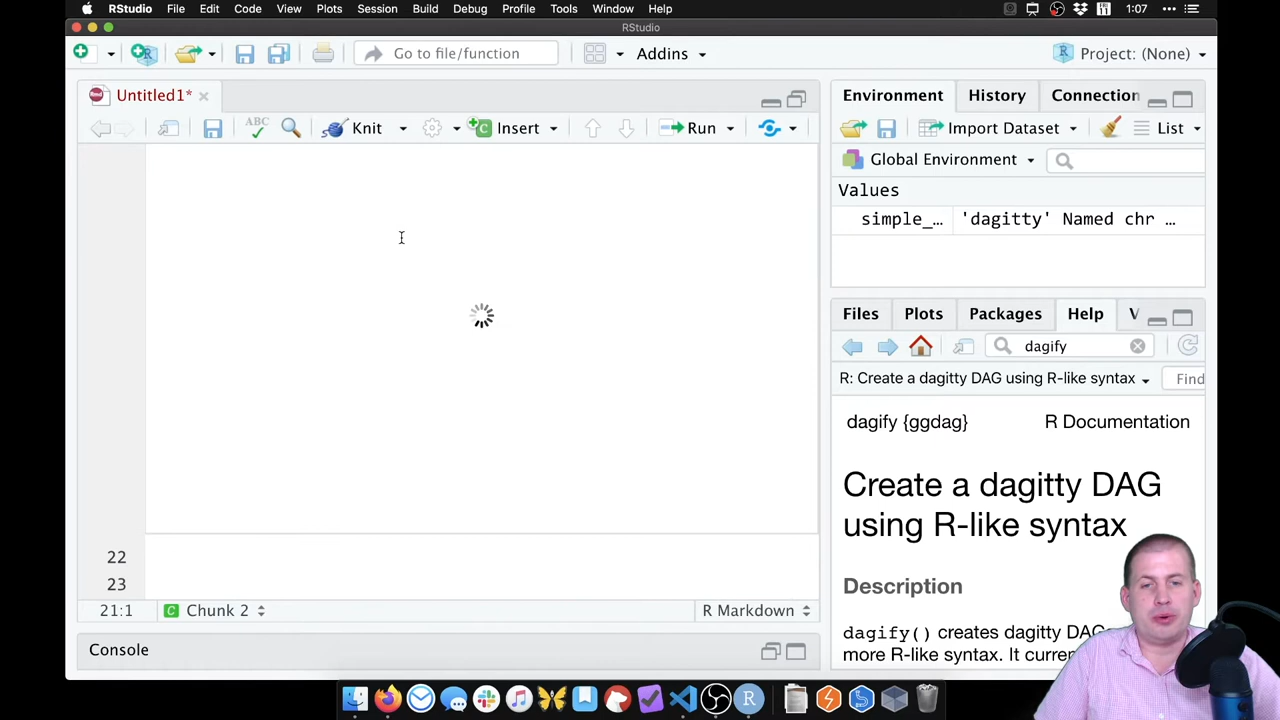 RStudio File Edit Code View Plots Session Build Debug Profile Tools Window Help 1:07
RStudio
Go to file/function Addins Project: (None)
Untitled1* Environment History Connection
ABC Knit Insert Run Import Dataset List
Global Environment
Values
simple_… 'dagitty' Named chr …
Files Plots Packages Help V
dagify
R: Create a dagitty DAG using R-like syntax Find
dagify {ggdag} R Documentation
Create a dagitty DAG
using R-like syntax
Description
dagify() creates dagitty DAG
more R-like syntax. It curren
22
23
21:1 Chunk 2 R Markdown
Console